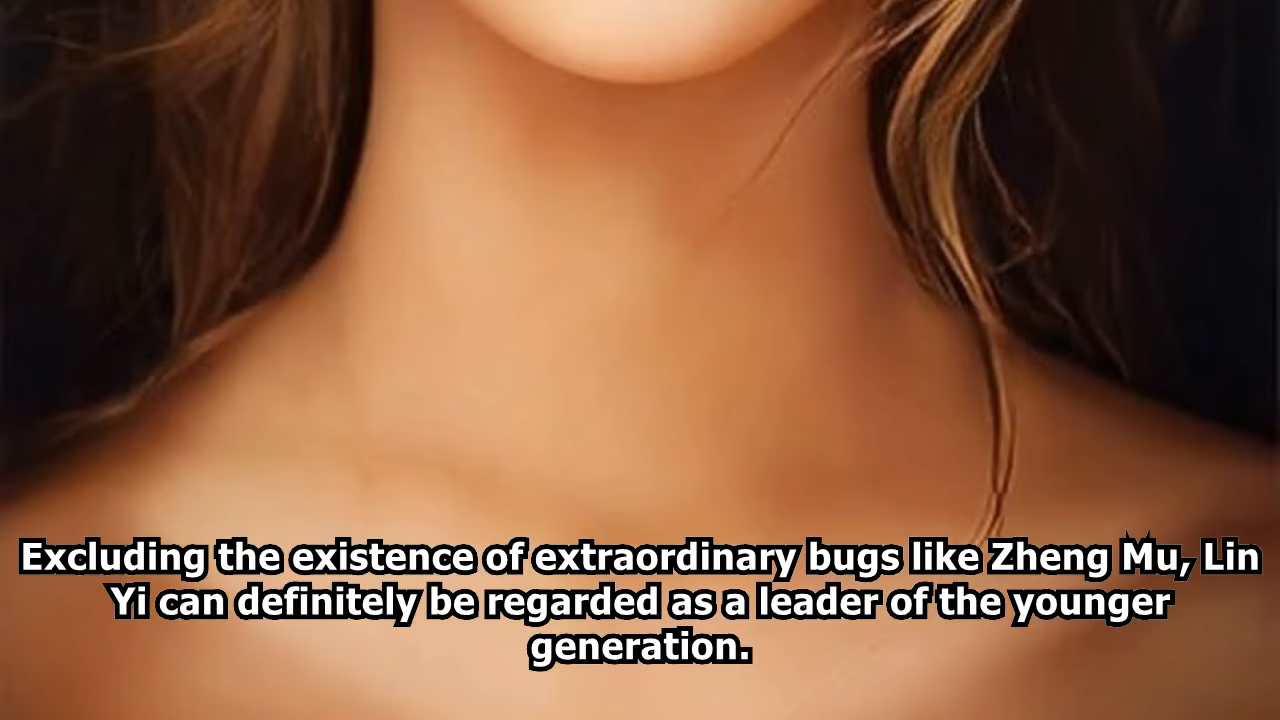 Excluding the existence of extraordinary bugs like Zheng Mu, Lin
Yi can definitely be regarded as a leader of the younger
generation.